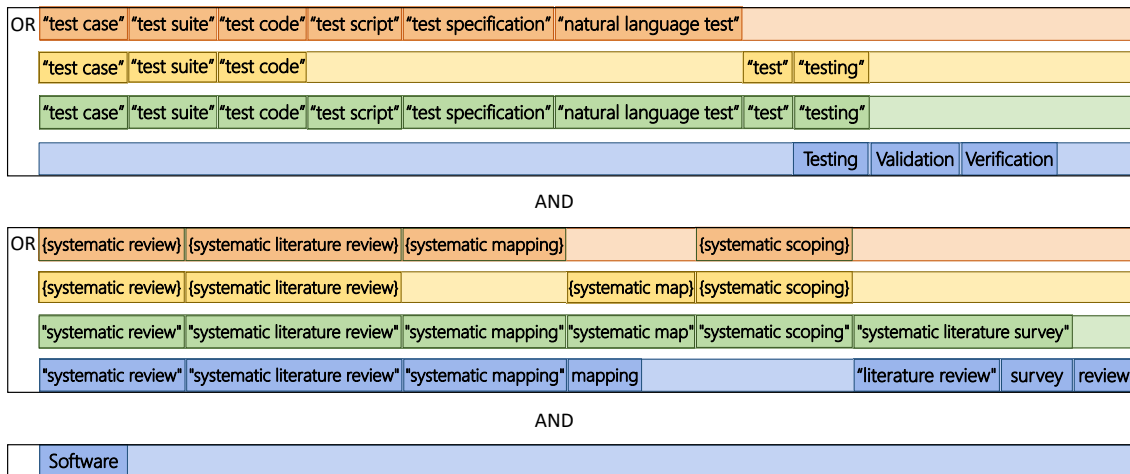 OR “test case” “test suite” “test code” “test script” “test specification” “natural language test”
“test case” “test suite” “test code” “test” “testing”
“test case” “test suite” “test code” “test script” “test specification” “natural language test” “test” “testing”
Testing Validation Verification
AND
OR {systematic review} {systematic literature review} {systematic mapping} {systematic scoping}
{systematic review} {systematic literature review} {systematic map} {systematic scoping}
"systematic review" "systematic literature review" "systematic mapping" "systematic map" "systematic scoping" "systematic literature survey"
"systematic review" "systematic literature review" "systematic mapping" mapping “literature review" survey review
AND
Software